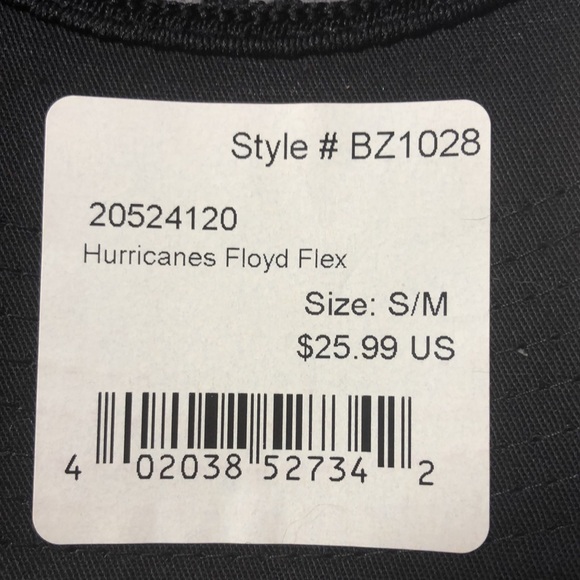 Style # BZ1028
20524120
Hurricanes Floyd Flex
Size: S/M
$25.99 US
4 02038 52734 2